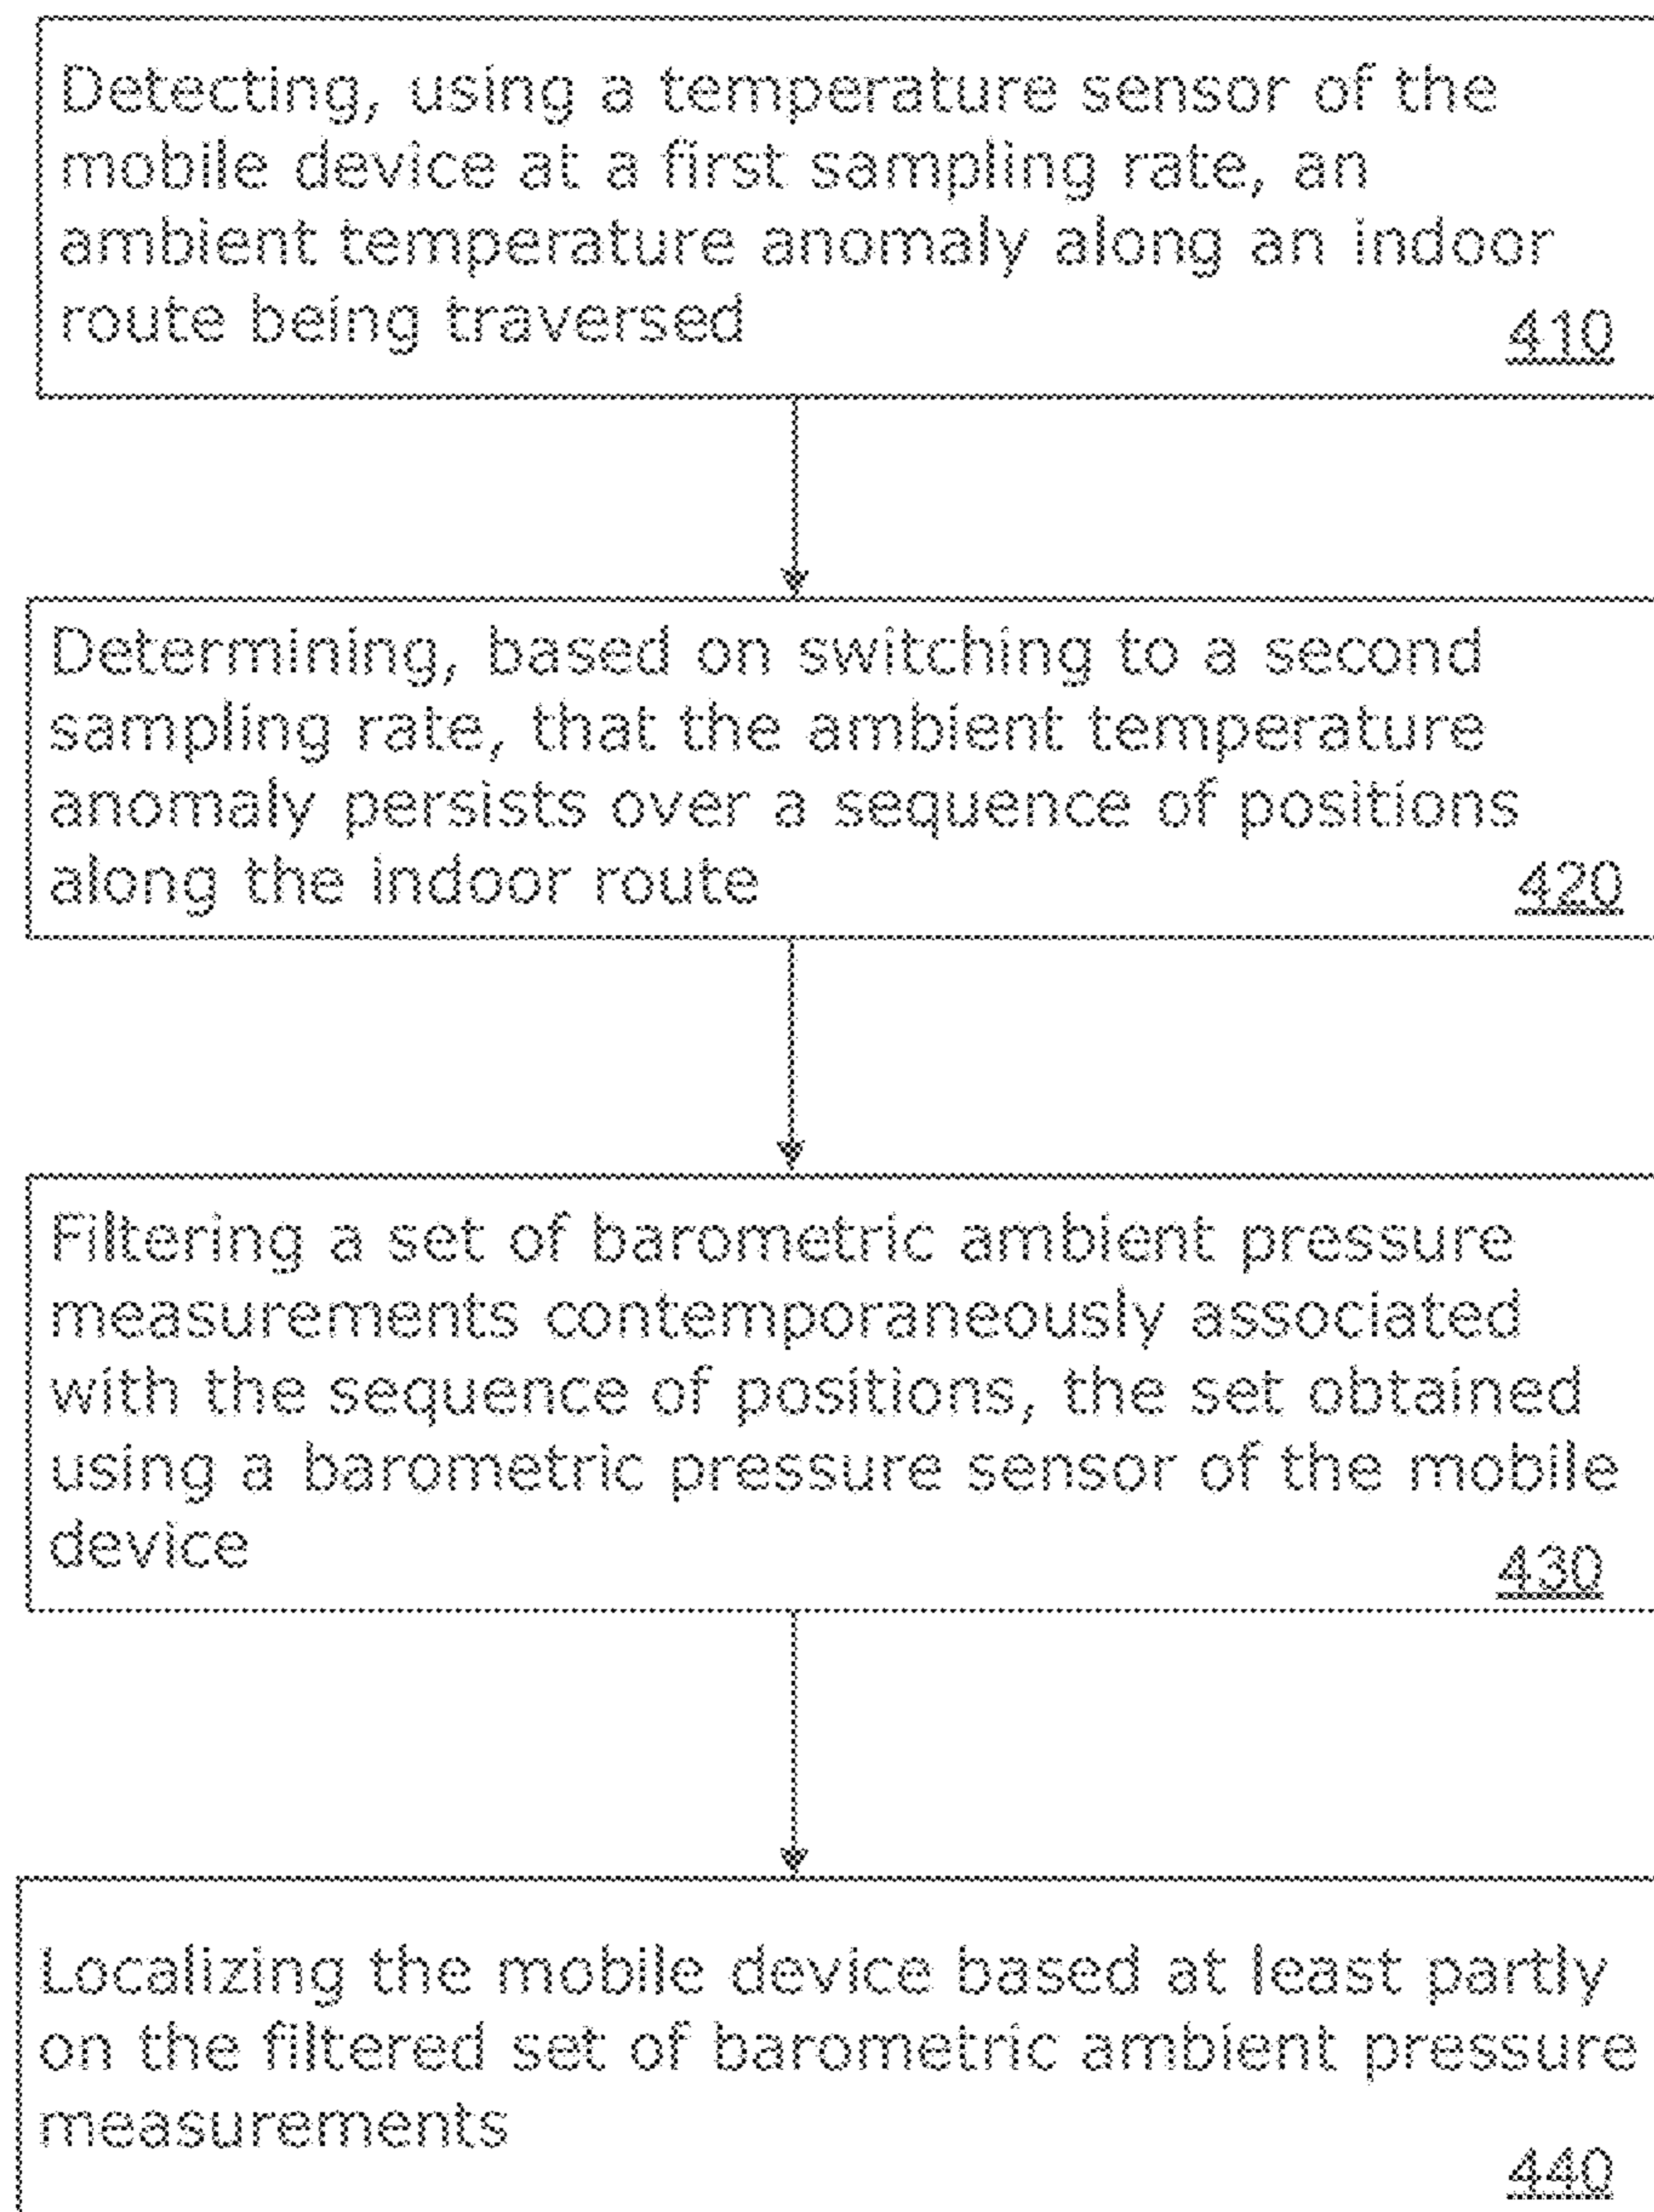 Detecting, using a temperature sensor of the
mobile device at a first sampling rate, an
ambient temperature anomaly along an indoor
route being traversed
410
Determining, based on switching to a second
sampling rate, that the ambient temperature
anomaly persists over a sequence of positions
along the indoor route
420
Filtering a set of barometric ambient pressure
measurements contemporaneously associated
with the sequence of positions, the set obtained
using a barometric pressure sensor of the mobile
device
430
Localizing the mobile device based at least partly
on the filtered set of barometric ambient pressure
measurements
440